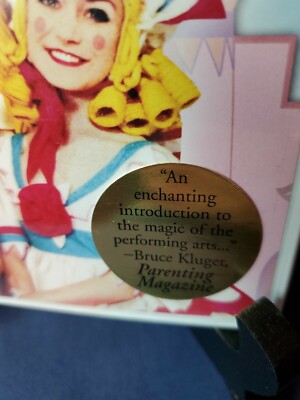 “An
enchanting
introduction to
the magic of the
performing arts...”
–Bruce Kluger,
Parenting
Magazine